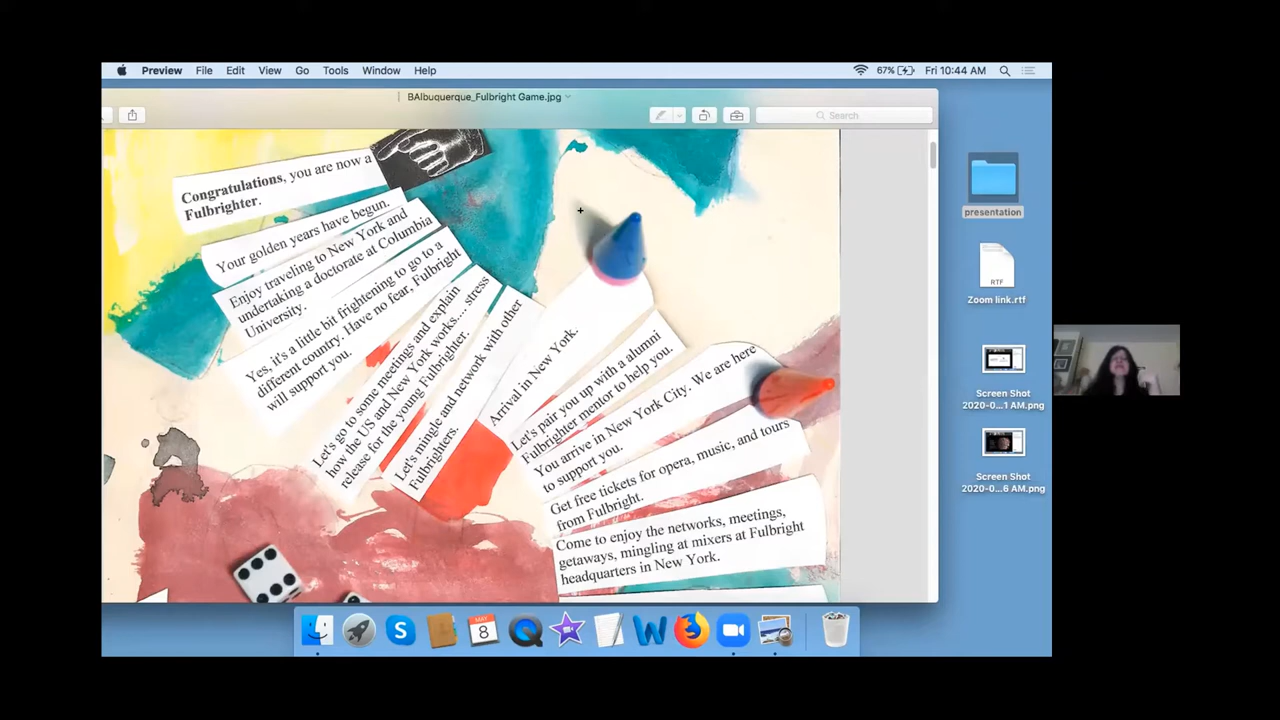 Preview File Edit View Go Tools Window Help 67% Fri 10:44 AM
BAlbuquerque_Fulbright Game.jpg
Search
Congratulations, you are now a
Fulbrighter.
Your golden years have begun.
Enjoy traveling to New York and
undertaking a doctorate at Columbia
University.
Yes, it's a little bit frightening to go to a
different country. Have no fear, Fulbright
will support you.
Let's go to some meetings and explain
how the US and New York works.... stress
release for the young Fulbrighter.
Let's mingle and network with other
Fulbrighters.
Arrival in New York.
Let's pair you up with a alumni
Fulbrighter mentor to help you.
You arrive in New York City. We are here
to support you.
Get free tickets for opera, music, and tours
from Fulbright.
Come to enjoy the networks, meetings,
getaways, mingling at mixers at Fulbright
headquarters in New York.
presentation
RTF
Zoom link.rtf
Screen Shot
2020-0...1 AM.png
Screen Shot
2020-0...6 AM.png
MAY
8